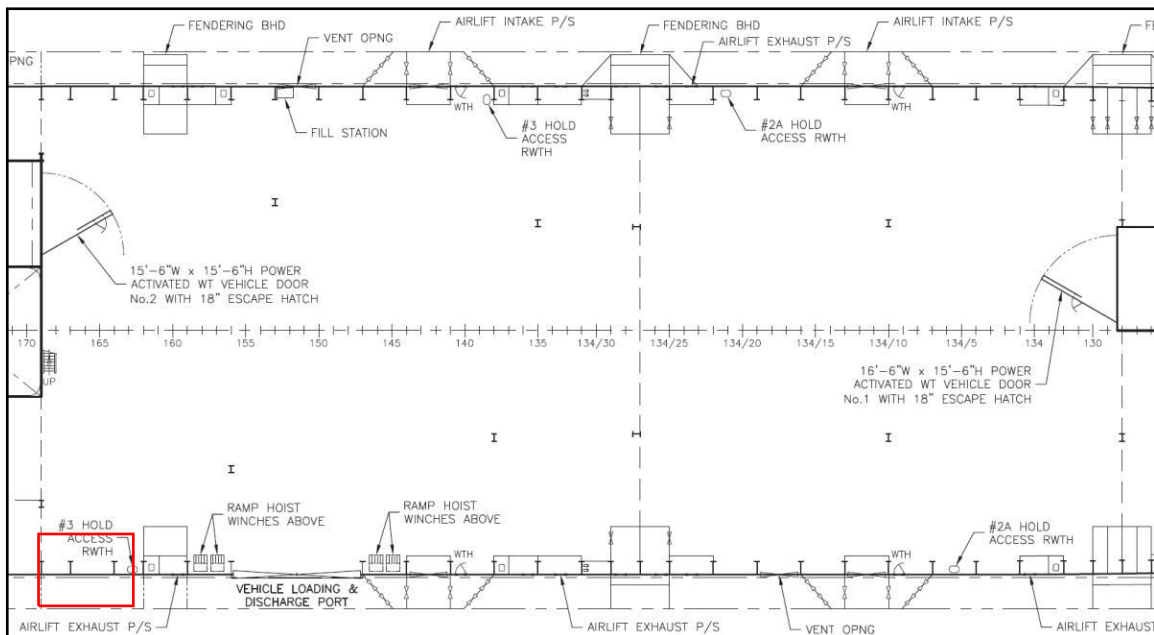 FENDERING BHD
VENT OPNG
AIRLIFT INTAKE P/S
FENDERING BHD
AIRLIFT EXHAUST P/S
AIRLIFT INTAKE P/S
FE
PNG
FILL STATION
WTH
#3 HOLD
ACCESS
RWTH
#2A HOLD
ACCESS RWTH
WTH
15'-6"W x 15'-6"H POWER
ACTIVATED WT VEHICLE DOOR
No.2 WITH 18" ESCAPE HATCH
170 165 160 155 150 145 140 135 134/30 134/25 134/20 134/15 134/10 134/5 134 130
UP
16'-6"W x 15'-6"H POWER
ACTIVATED WT VEHICLE DOOR
No.1 WITH 18" ESCAPE HATCH
#3 HOLD
ACCESS
RWTH
RAMP HOIST
WINCHES ABOVE
RAMP HOIST
WINCHES ABOVE
WTH
WTH
#2A HOLD
ACCESS RWTH
VEHICLE LOADING &
DISCHARGE PORT
AIRLIFT EXHAUST P/S
AIRLIFT EXHAUST P/S
VENT OPNG
AIRLIFT EXHAUST